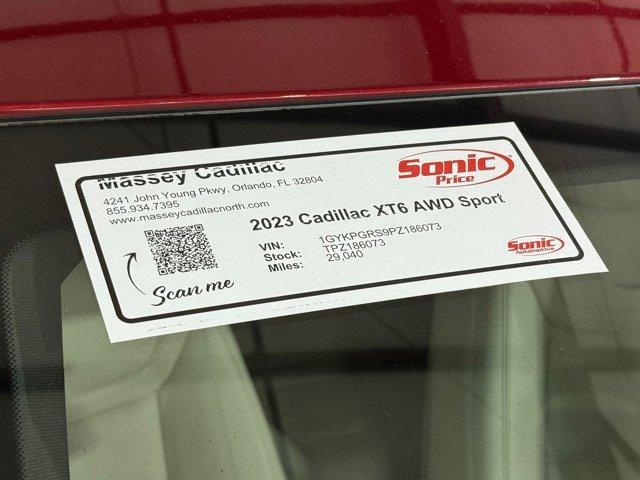 Massey Cadillac
4241 John Young Pkwy, Orlando, FL 32804
855.934.7395
www.masseycadillacnorth.com
Sonic
Price
2023 Cadillac XT6 AWD Sport
VIN: 1GYKPGRS9PZ186073
Stock: TPZ186073
Miles: 29,040
Scan me
Sonic
Automotive